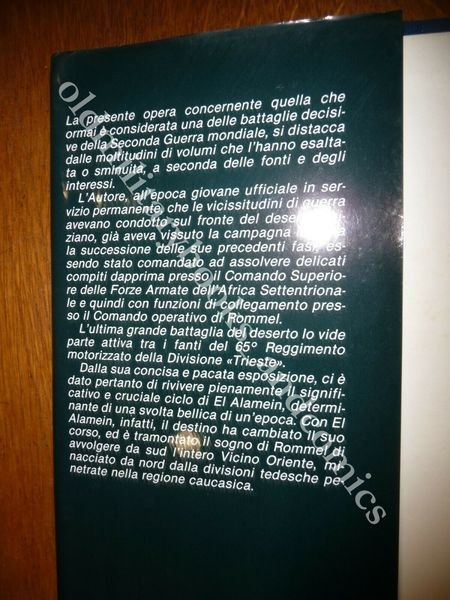 La presente opera concernente quella che
ormai è considerata una delle battaglie decisi-
ve della Seconda Guerra mondiale, si distacca
dalle moltitudini di volumi che l'hanno esalta-
ta o sminuita, a seconda delle fonti e degli
interessi.
L'Autore, all'epoca giovane ufficiale in ser-
vizio permanente, che le vicissitudini di guerra
avevano condotto sul fronte del deserto
ziano, già aveva vissuto la campagna
la successione delle due precedenti fasi, es-
sendo stato comandato ad assolvere delicati
compiti dapprima presso il Comando Superio-
re delle Forze Armate dell'Africa Settentriona-
le e quindi con funzioni di collegamento pres-
so il Comando operativo di Rommel.
L'ultima grande battaglia del deserto lo vide
parte attiva tra i fanti del 65° Reggimento
motorizzato della Divisione «Trieste».
Dalla sua concisa e pacata esposizione, ci è
dato pertanto di rivivere pienamente il signifi-
cativo e cruciale ciclo di El Alamein, determi-
nante di una svolta bellica di un'epoca. Con El
Alamein, infatti, il destino ha cambiato il suo
corso, ed è tramontato il sogno di Rommel di
avvolgere da sud l'intero Vicino Oriente, mi-
nacciato da nord dalla divisioni tedesche pe-
netrate nella regione caucasica.